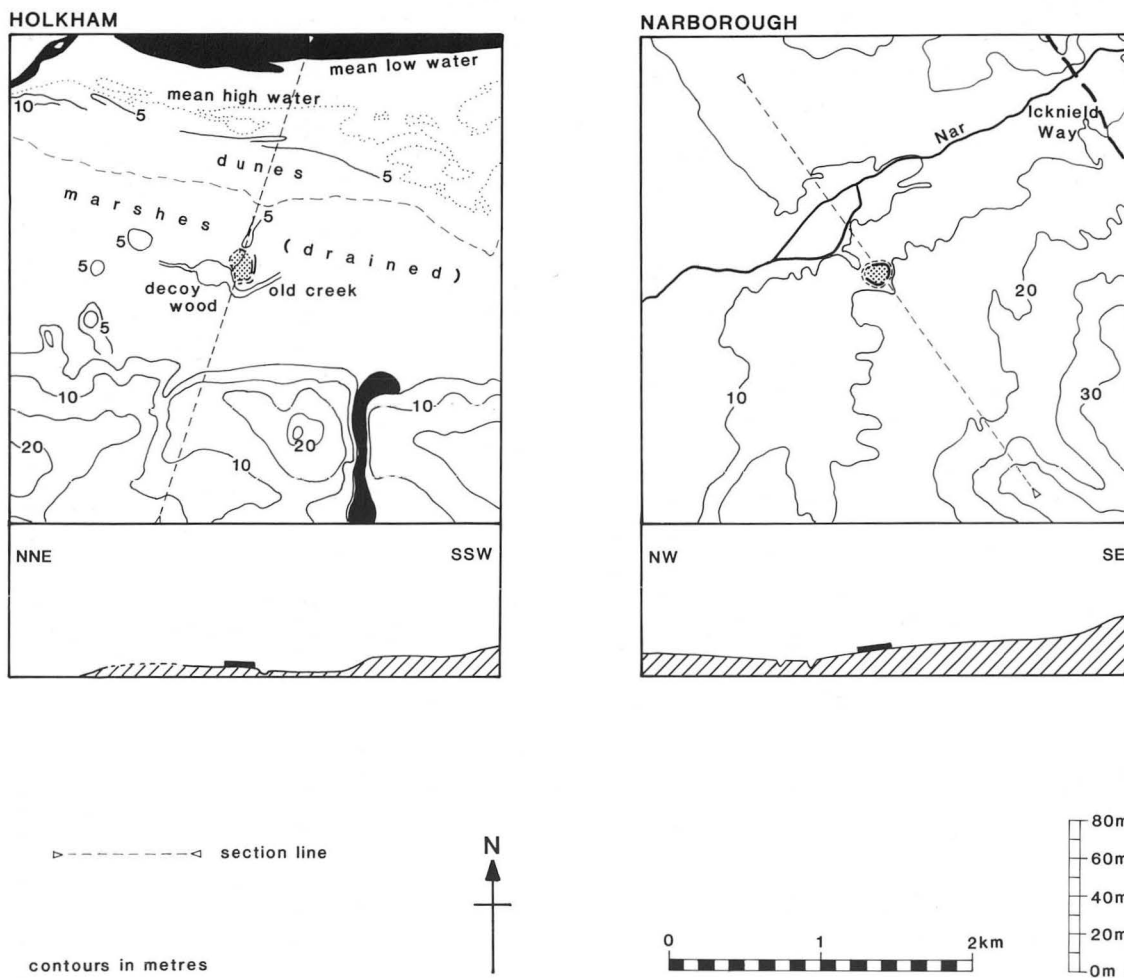 HOLKHAM
mean low water
mean high water
10
5
dunes
5
marshes
5
5
(drained)
5
decoy
wood
old creek
5
10
10
20
20
10
NNE
SSW
NARBOROUGH
Nar
Icknield
Way
20
10
30
NW
SE
section line
N
contours in metres
0
1
2km
80m
60m
40m
20m
0m